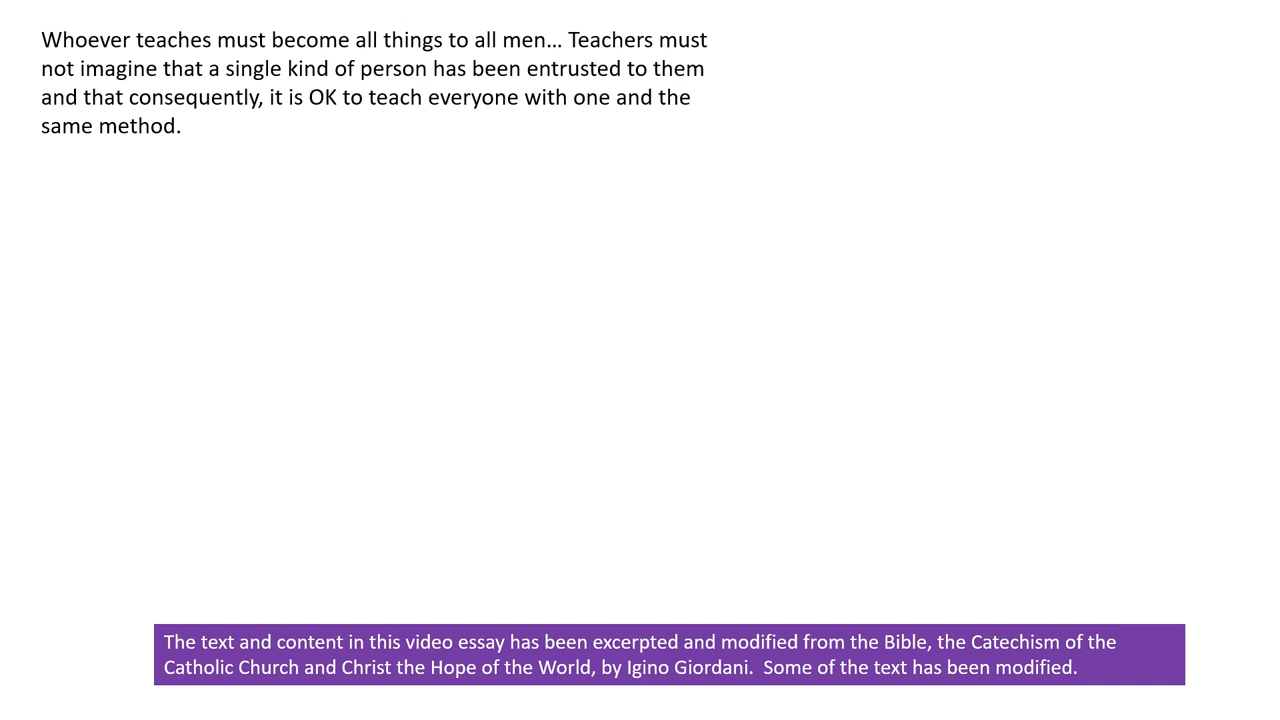 Whoever teaches must become all things to all men… Teachers must
not imagine that a single kind of person has been entrusted to them
and that consequently, it is OK to teach everyone with one and the
same method.
The text and content in this video essay has been excerpted and modified from the Bible, the Catechism of the
Catholic Church and Christ the Hope of the World, by Igino Giordani.  Some of the text has been modified.